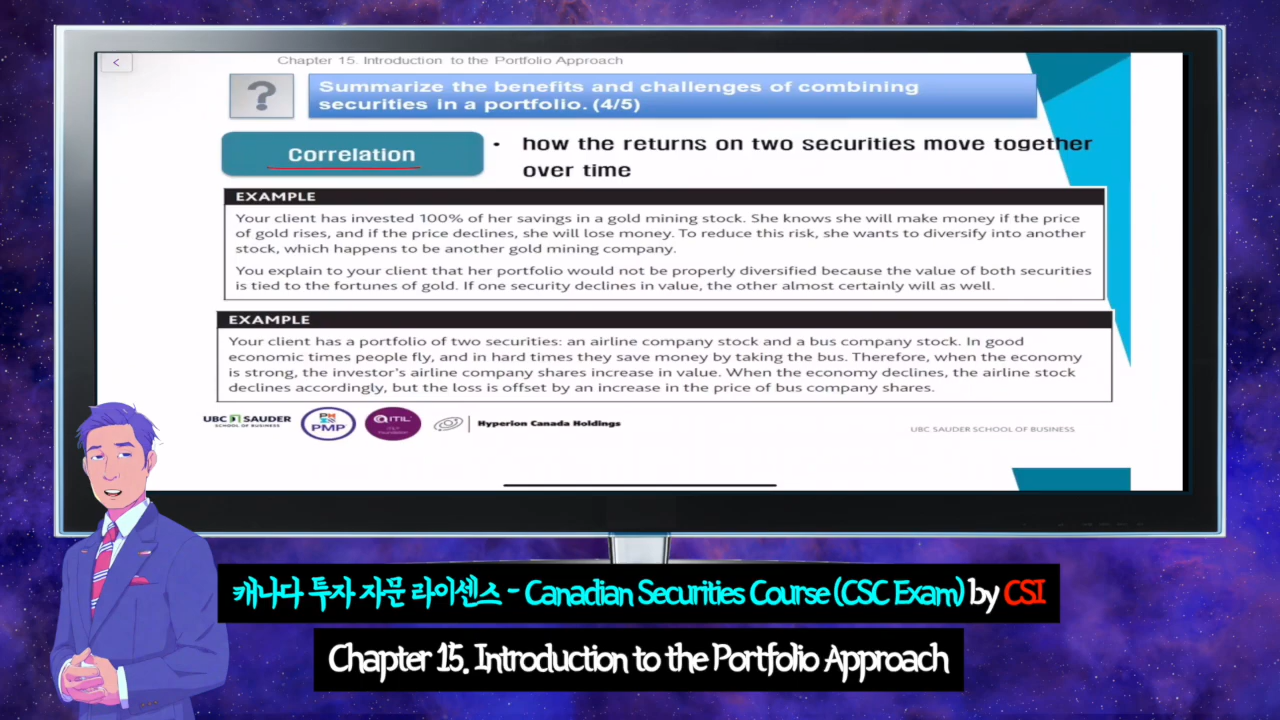 <
Chapter 15. Introduction to the Portfolio Approach
?
Summarize the benefits and challenges of combining
securities in a portfolio. (4/5)
Correlation
• how the returns on two securities move together
over time
EXAMPLE
Your client has invested 100% of her savings in a gold mining stock. She knows she will make money if the price
of gold rises, and if the price declines, she will lose money. To reduce this risk, she wants to diversify into another
stock, which happens to be another gold mining company.
You explain to your client that her portfolio would not be properly diversified because the value of both securities
is tied to the fortunes of gold. If one security declines in value, the other almost certainly will as well.
EXAMPLE
Your client has a portfolio of two securities: an airline company stock and a bus company stock. In good
economic times people fly, and in hard times they save money by taking the bus. Therefore, when the economy
is strong, the investor's airline company shares increase in value. When the economy declines, the airline stock
declines accordingly, but the loss is offset by an increase in the price of bus company shares.
UBC SAUDER
SCHOOL OF BUSINESS
PMP
ITIL
Hyperion Canada Holdings
UBC SAUDER SCHOOL OF BUSINESS
캐나다 투자 자문 라이센스 - Canadian Securities Course (CSC Exam) by CSI
Chapter 15. Introduction to the Portfolio Approach